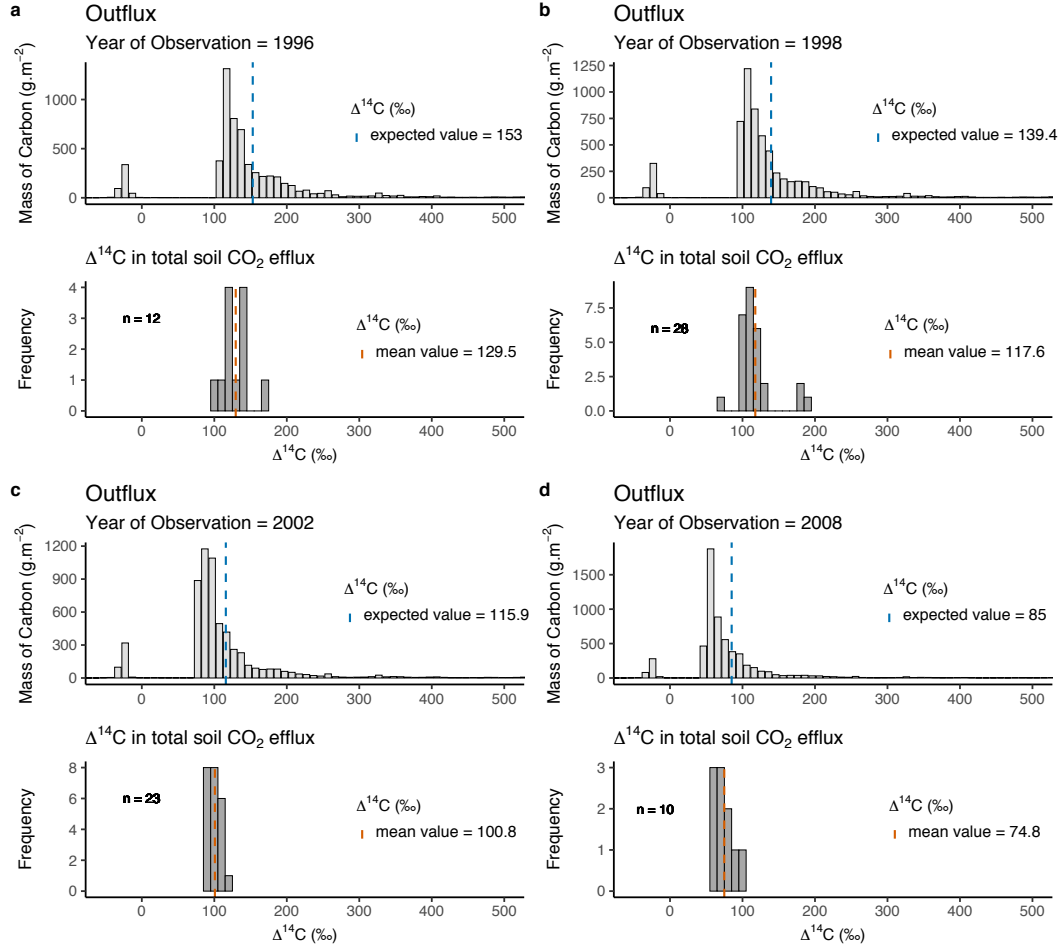 a
Outflux
Year of Observation = 1996
Mass of Carbon (g.m⁻²)
1000
500
0
Δ¹⁴C (‰)
expected value = 153
0 100 200 300 400 500
Δ¹⁴C in total soil CO₂ efflux
Frequency
4
3
2
1
0
n = 12
Δ¹⁴C (‰)
mean value = 129.5
0 100 200 300 400 500
Δ¹⁴C (‰)
b
Outflux
Year of Observation = 1998
Mass of Carbon (g.m⁻²)
1250
1000
750
500
250
0
Δ¹⁴C (‰)
expected value = 139.4
0 100 200 300 400 500
Δ¹⁴C in total soil CO₂ efflux
Frequency
7.5
5.0
2.5
0.0
n = 28
Δ¹⁴C (‰)
mean value = 117.6
0 100 200 300 400 500
Δ¹⁴C (‰)
c
Outflux
Year of Observation = 2002
Mass of Carbon (g.m⁻²)
1200
900
600
300
0
Δ¹⁴C (‰)
expected value = 115.9
0 100 200 300 400 500
Δ¹⁴C in total soil CO₂ efflux
Frequency
8
6
4
2
0
n = 23
Δ¹⁴C (‰)
mean value = 100.8
0 100 200 300 400 500
Δ¹⁴C (‰)
d
Outflux
Year of Observation = 2008
Mass of Carbon (g.m⁻²)
1500
1000
500
0
Δ¹⁴C (‰)
expected value = 85
0 100 200 300 400 500
Δ¹⁴C in total soil CO₂ efflux
Frequency
3
2
1
0
n = 10
Δ¹⁴C (‰)
mean value = 74.8
0 100 200 300 400 500
Δ¹⁴C (‰)